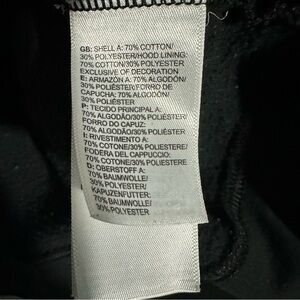 GB: SHELL A: 70% COTTON/
30% POLYESTER/HOOD LINING:
70% COTTON/30% POLYESTER
EXCLUSIVE OF DECORATION
E: ARMAZÓN A: 70% ALGODÓN/
30% POLIÉSTER/FORRO DE
CAPUCHA: 70% ALGODÓN/
30% POLIÉSTER
P: TECIDO PRINCIPAL A:
70% ALGODÃO/30% POLIÉSTER/
FORRO DO CAPUZ:
70% ALGODÃO/30% POLIÉSTER
I: RIVESTIMENTO A:
70% COTONE/30% POLIESTERE/
FODERA DEL CAPPUCCIO:
70% COTONE/30% POLIESTERE
D: OBERSTOFF A:
70% BAUMWOLLE/
30% POLYESTER/
KAPUZENFUTTER:
70% BAUMWOLLE/
30% POLYESTER